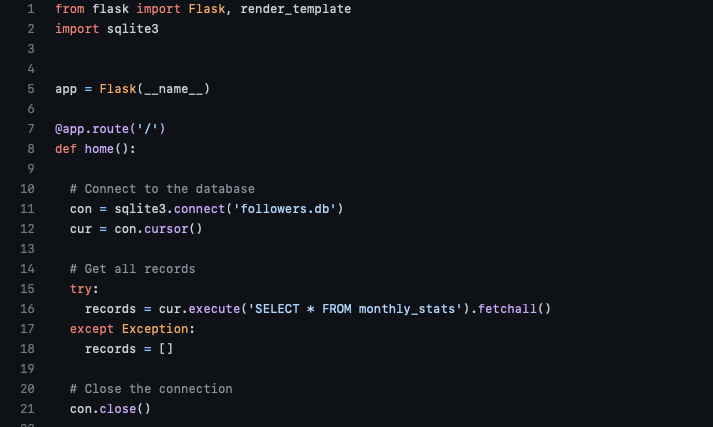 1 from flask import Flask, render_template
2 import sqlite3
3
4
5 app = Flask(__name__)
6
7 @app.route('/')
8 def home():
9
10 # Connect to the database
11 con = sqlite3.connect('followers.db')
12 cur = con.cursor()
13
14 # Get all records
15 try:
16 records = cur.execute('SELECT * FROM monthly_stats').fetchall()
17 except Exception:
18 records = []
19
20 # Close the connection
21 con.close()